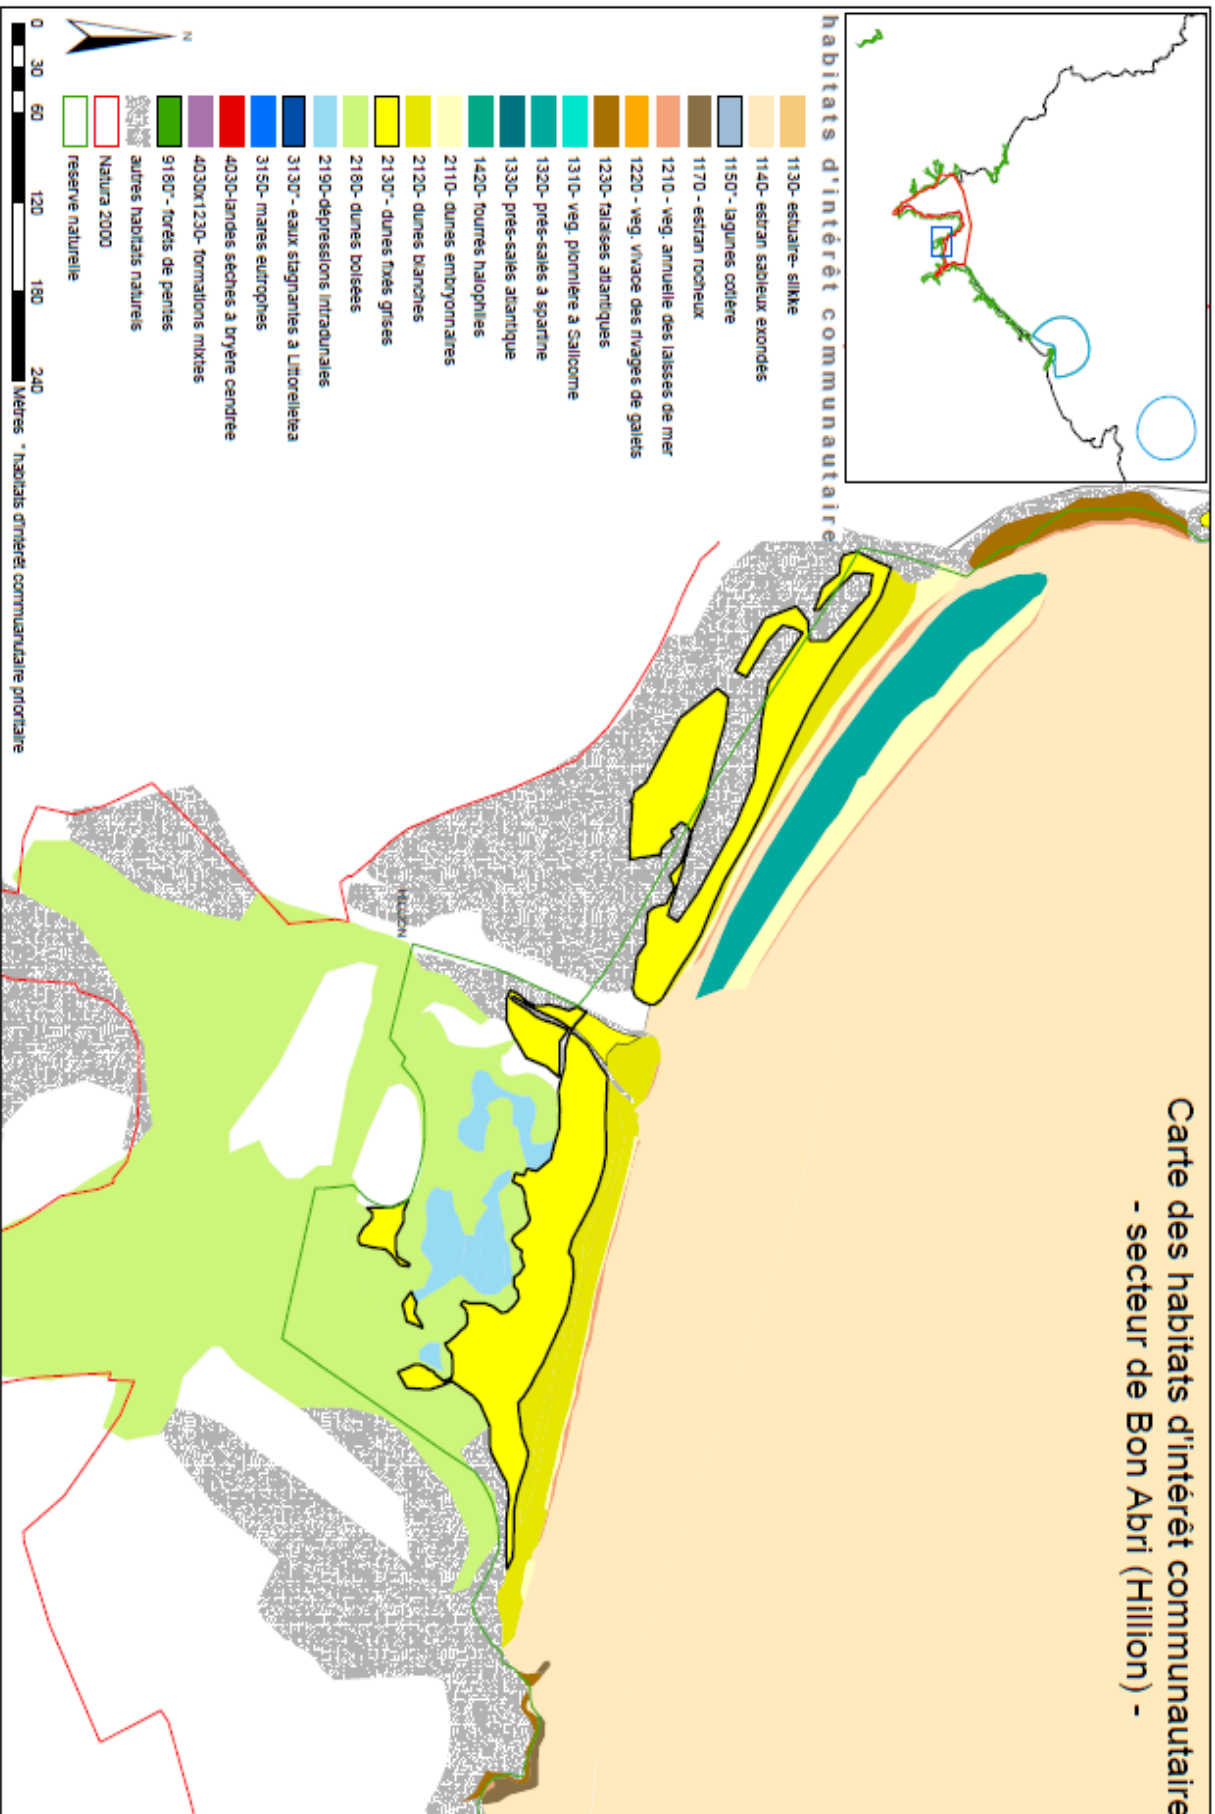 Carte des habitats d'intérêt communautaire
- secteur de Bon Abri (Hillion) -
habitats d'intérêt communautaire
1130- estuaire- slikke
1140- estran sableux exondés
1150*- lagunes cotière
1170 - estran rocheux
1210 - veg. annuelle des laisses de mer
1220 - veg. vivace des rivages de galets
1230- falaises atlantiques
1310- veg. pionnière à Salicorne
1320- prés-salés à spartine
1330- prés-salés atlantique
1420- fourrés halophiles
2110- dunes embryonnaires
2120- dunes blanches
2130*- dunes fixés grises
2180- dunes boisées
2190-dépressions intradunales
3130*- eaux stagnantes à Littorelletea
3150- mares eutrophes
4030-landes sèches à bryère cendrée
4030x1230- formations mixtes
9180*- forêts de pentes
autres habitats naturels
Natura 2000
reserve naturelle
N
0 30 60 120 180 240
Mètres
*habitats d'intérêt communautaire prioritaire
HILLION